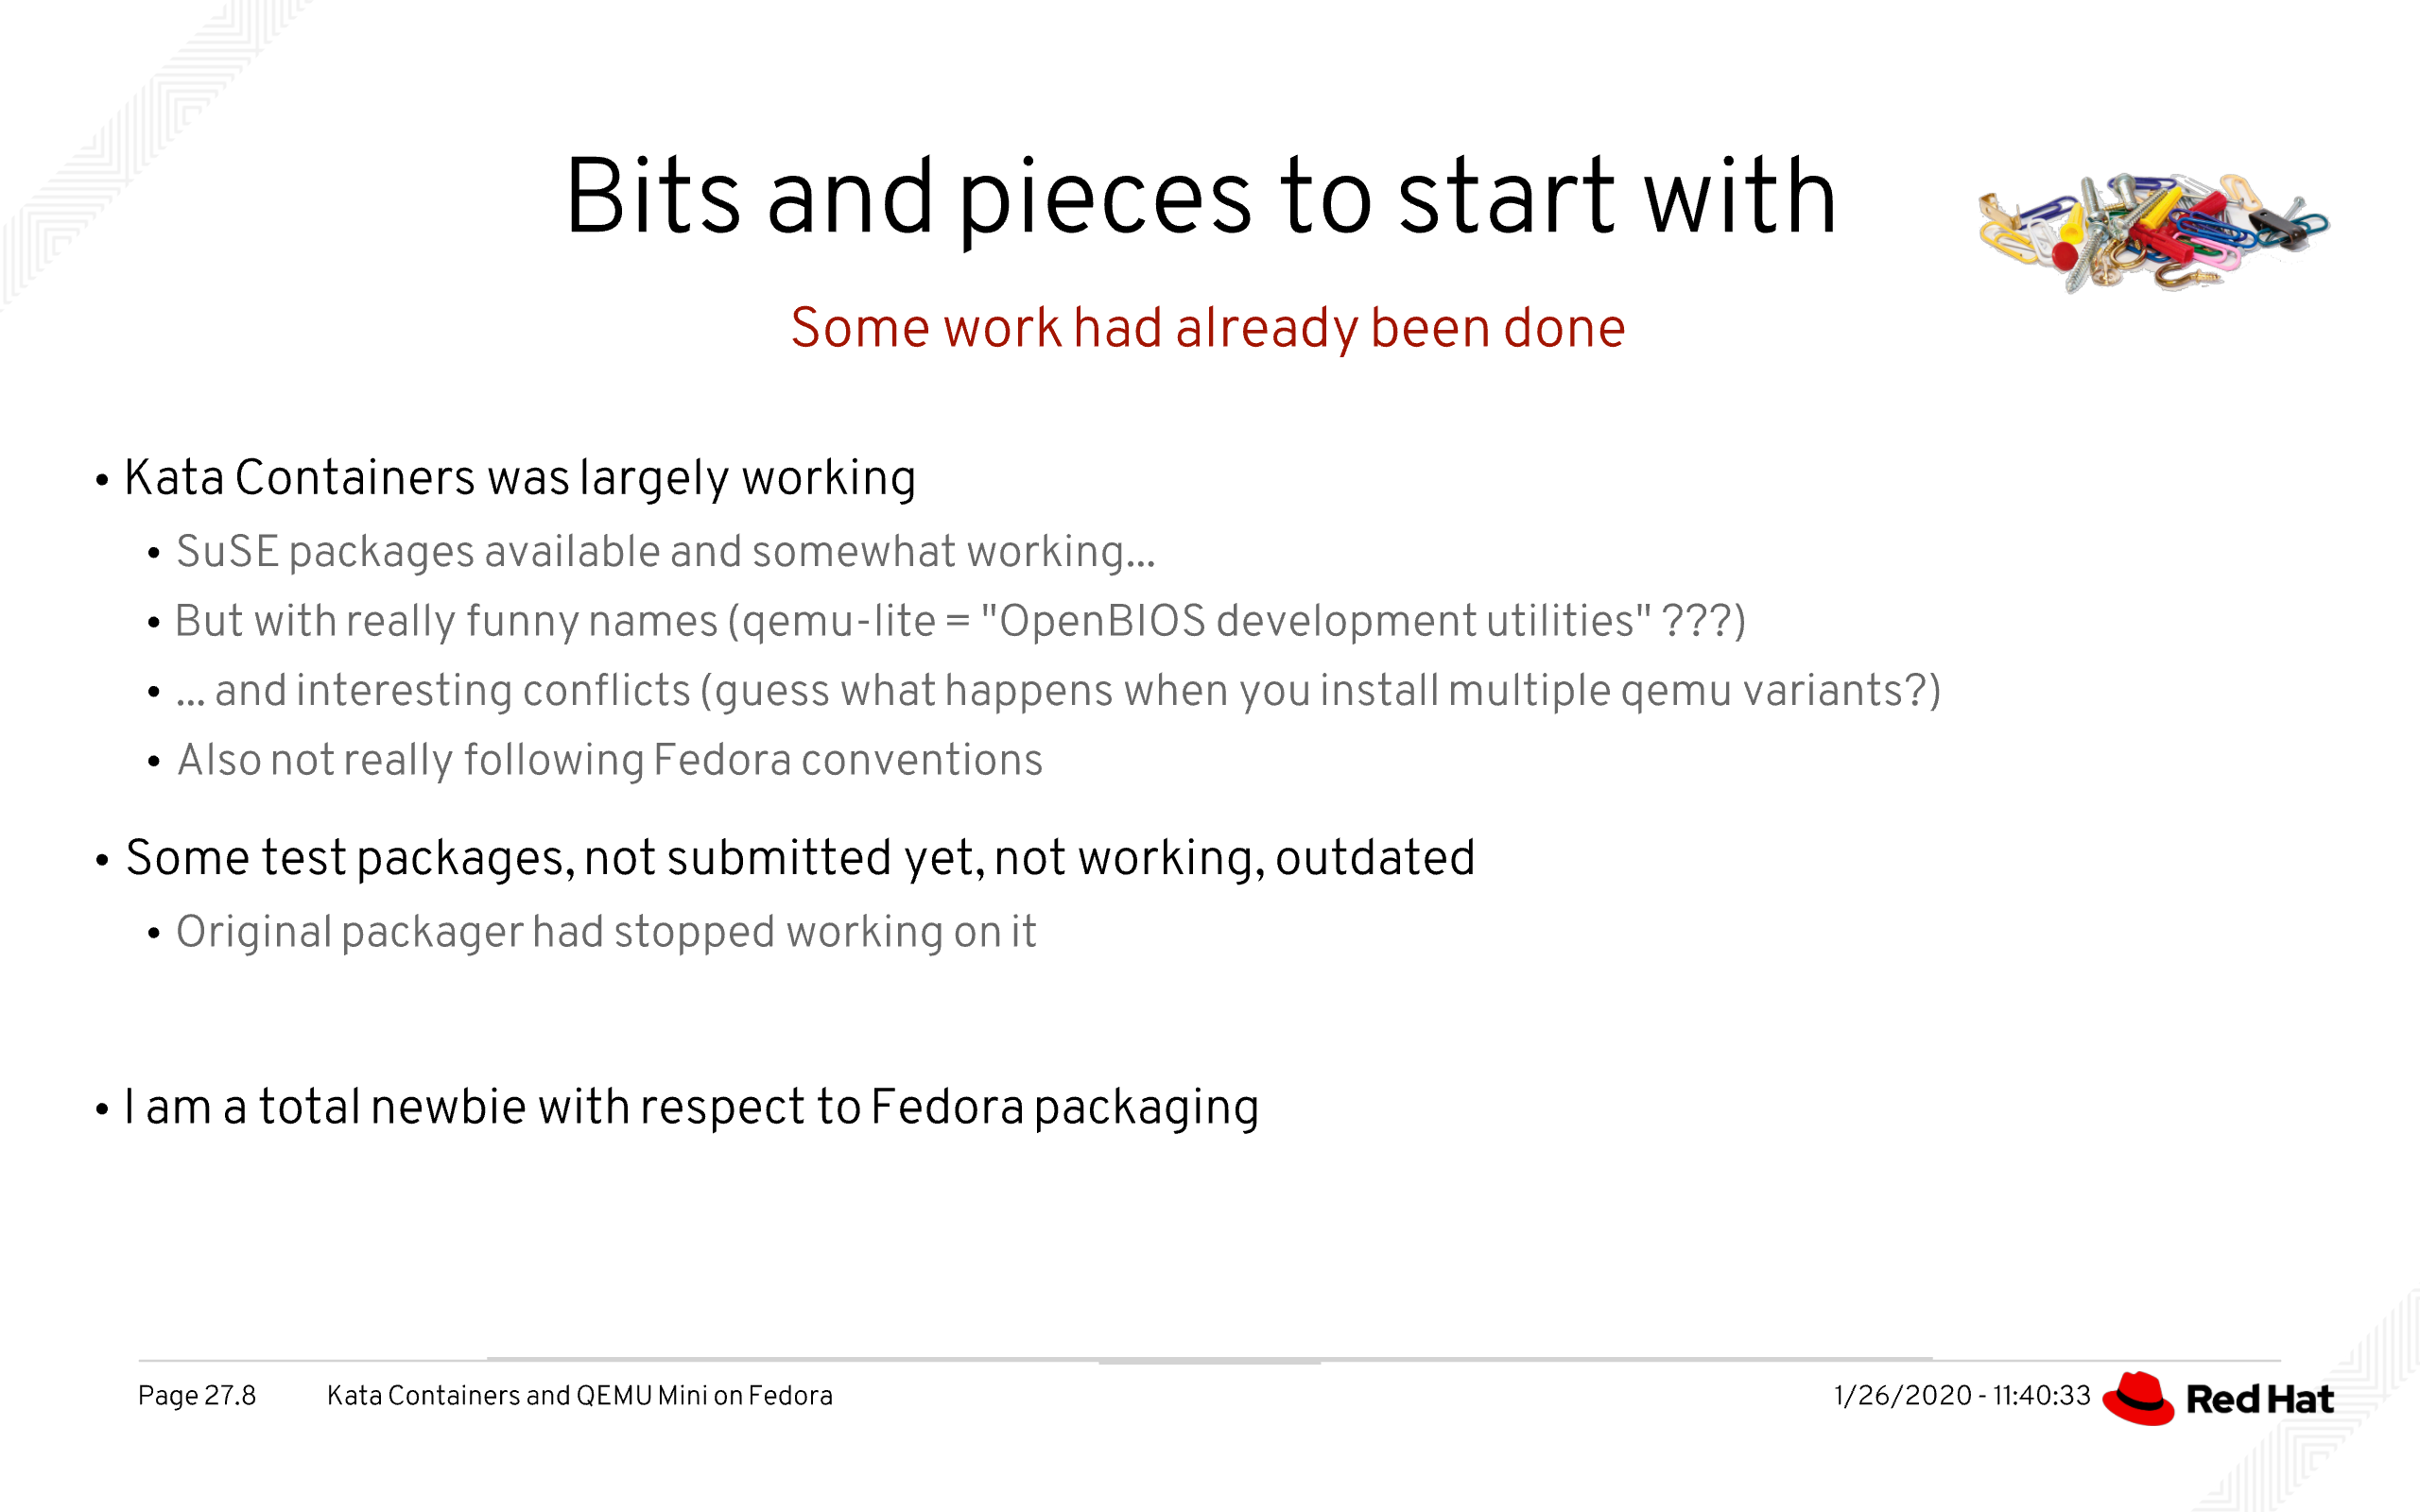 Bits and pieces to start with
Some work had already been done
• Kata Containers was largely working
• SuSE packages available and somewhat working...
• But with really funny names (qemu-lite = "OpenBIOS development utilities" ???)
• ... and interesting conflicts (guess what happens when you install multiple qemu variants?)
• Also not really following Fedora conventions
• Some test packages, not submitted yet, not working, outdated
• Original packager had stopped working on it
• I am a total newbie with respect to Fedora packaging
Page 27.8 Kata Containers and QEMU Mini on Fedora 1/26/2020 - 11:40:33 Red Hat